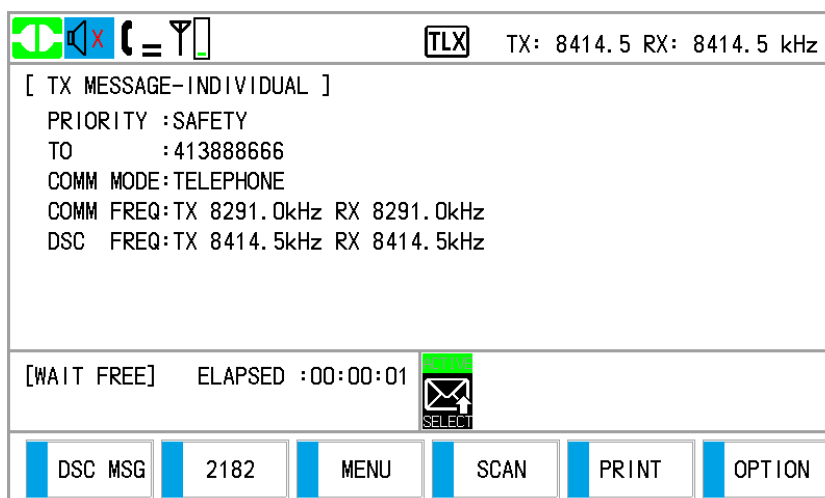 TLX TX: 8414.5 RX: 8414.5 kHz
[ TX MESSAGE-INDIVIDUAL ]
PRIORITY :SAFETY
TO :413888666
COMM MODE:TELEPHONE
COMM FREQ:TX 8291.0kHz RX 8291.0kHz
DSC FREQ:TX 8414.5kHz RX 8414.5kHz
[WAIT FREE] ELAPSED :00:00:01
ACTIVE
SELECT
DSC MSG 2182 MENU SCAN PRINT OPTION